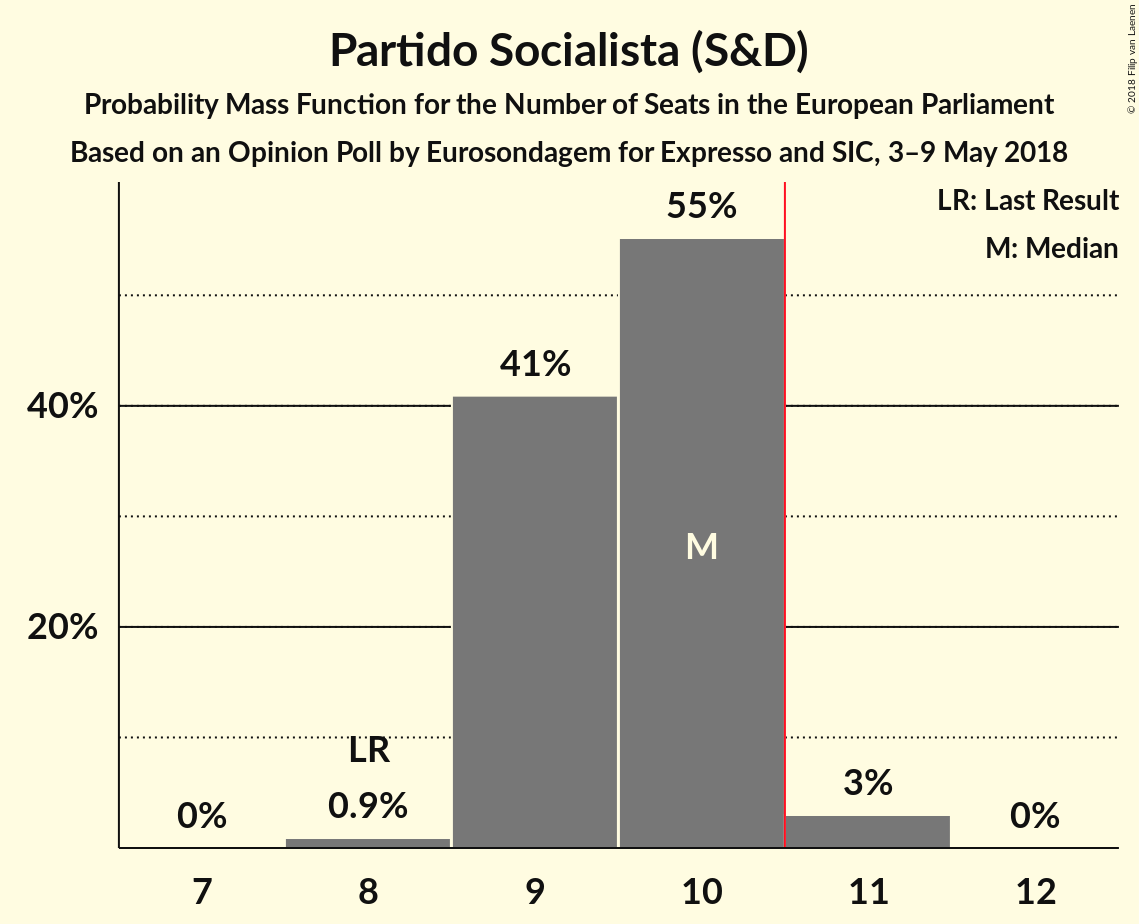 Partido Socialista (S&D)
Probability Mass Function for the Number of Seats in the European Parliament
Based on an Opinion Poll by Eurosondagem for Expresso and SIC, 3–9 May 2018
© 2018 Filip van Laenen
LR: Last Result
M: Median
55%
41%
40%
M
20%
LR
0.9%
0%
3%
0%
7 8 9 10 11 12